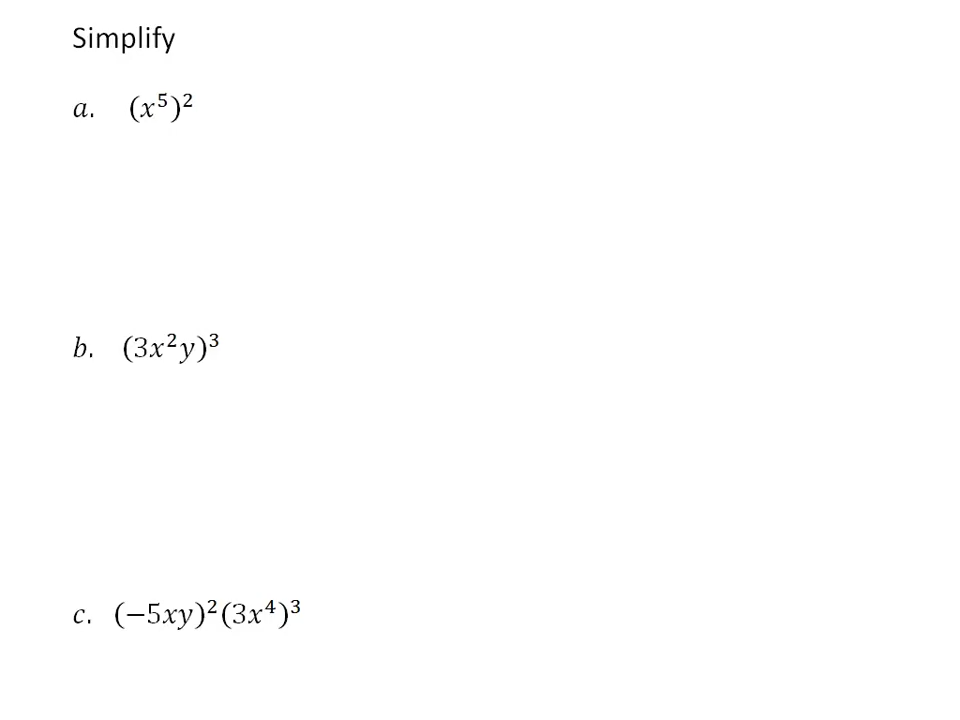 Simplify
a. (x⁵)²
b. (3x²y)³
c. (−5xy)²(3x⁴)³